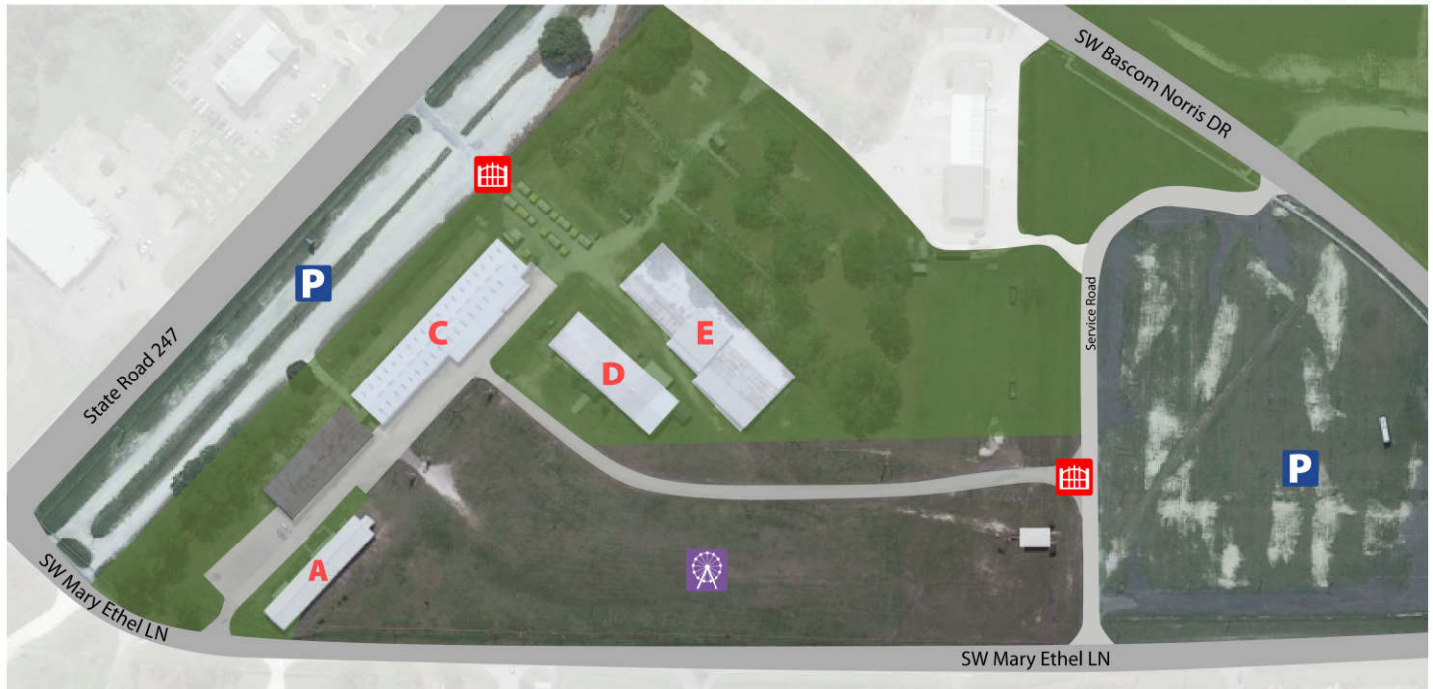 SW Bascom Norris DR
P
State Road 247
C
E
D
Service Road
P
A
SW Mary Ethel LN
SW Mary Ethel LN